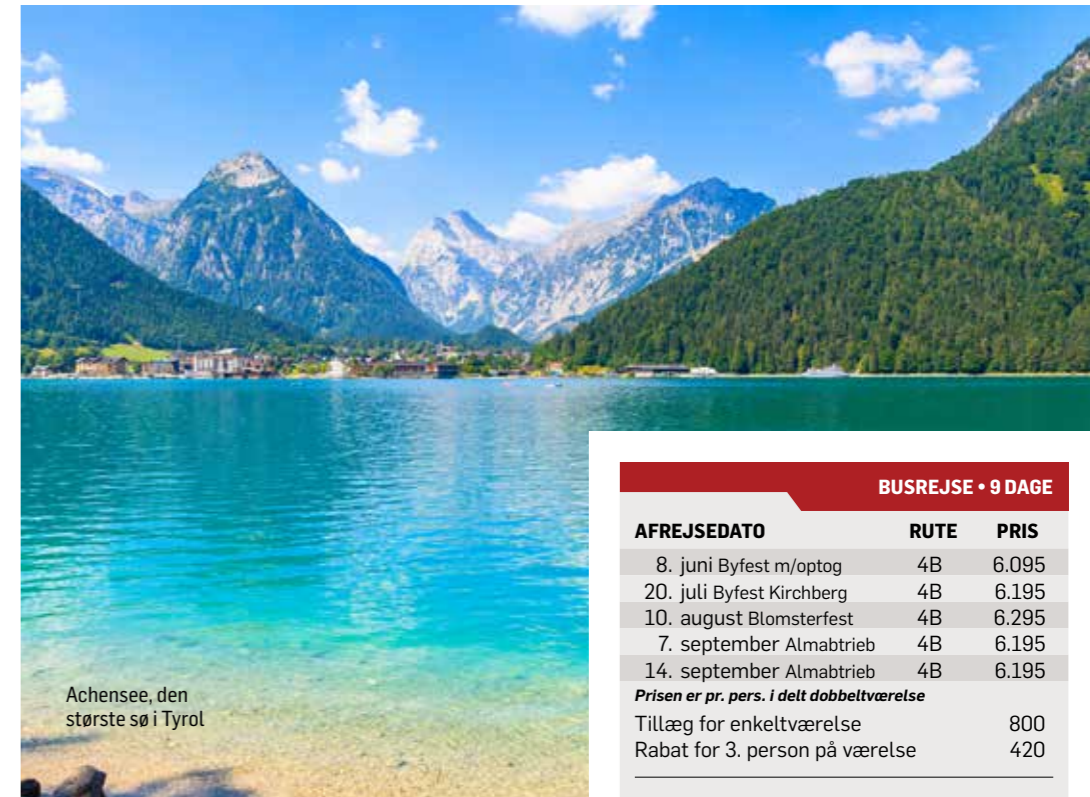 Achensee, den
største sø i Tyrol
BUSREJSE • 9 DAGE
AFREJSEDATO RUTE PRIS
8. juni Byfest m/optog 4B 6.095
20. juli Byfest Kirchberg 4B 6.195
10. august Blomsterfest 4B 6.295
7. september Almabtrieb 4B 6.195
14. september Almabtrieb 4B 6.195
Prisen er pr. pers. i delt dobbeltværelse
Tillæg for enkeltværelse 800
Rabat for 3. person på værelse 420